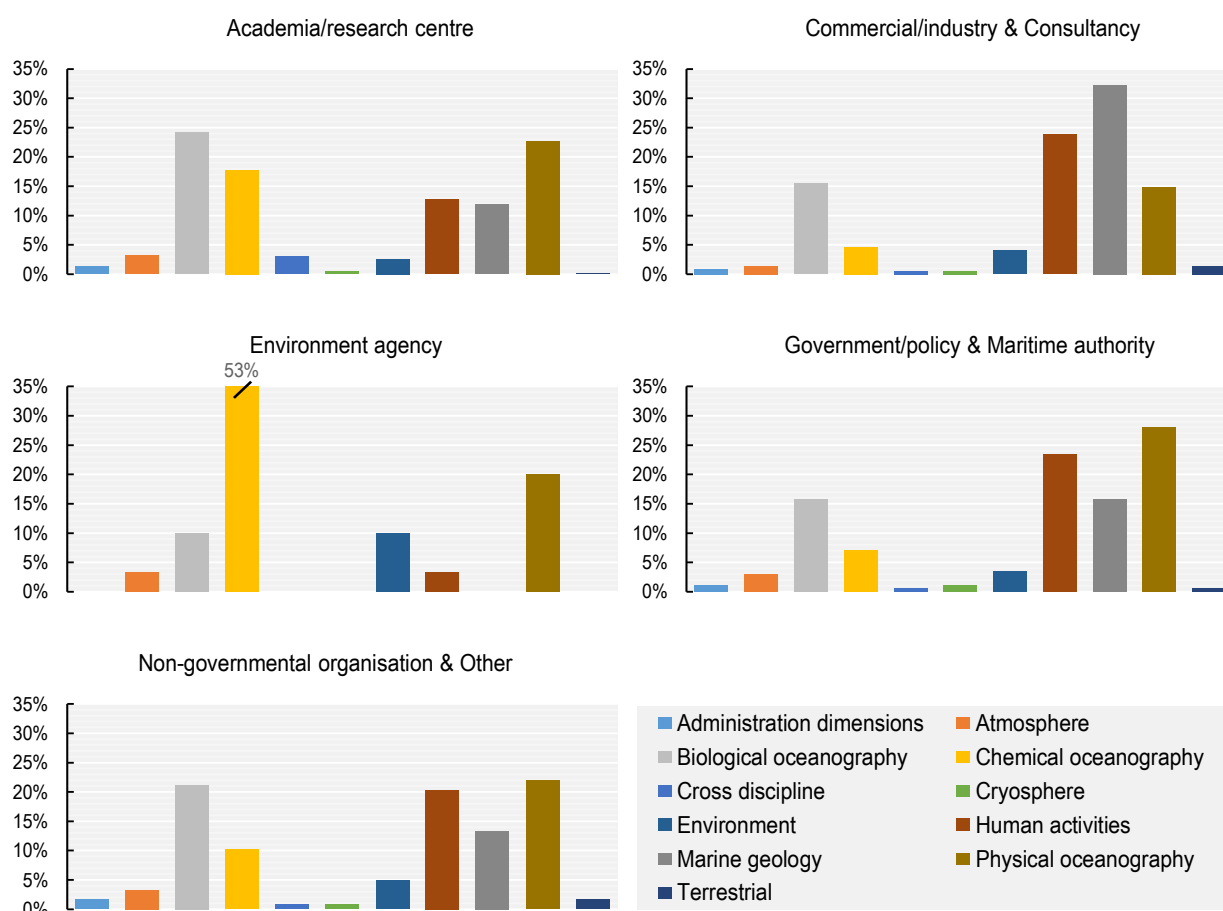 Academia/research centre
35%
30%
25%
20%
15%
10%
5%
0%
Commercial/industry & Consultancy
35%
30%
25%
20%
15%
10%
5%
0%
Environment agency
53%
35%
30%
25%
20%
15%
10%
5%
0%
Government/policy & Maritime authority
35%
30%
25%
20%
15%
10%
5%
0%
Non-governmental organisation & Other
35%
30%
25%
20%
15%
10%
5%
0%
Administration dimensions
Atmosphere
Biological oceanography
Chemical oceanography
Cross discipline
Cryosphere
Environment
Human activities
Marine geology
Physical oceanography
Terrestrial